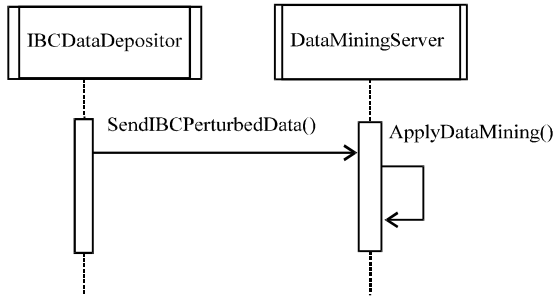 IBCDataDepositor
DataMiningServer
SendIBCPerturbedData()
ApplyDataMining()